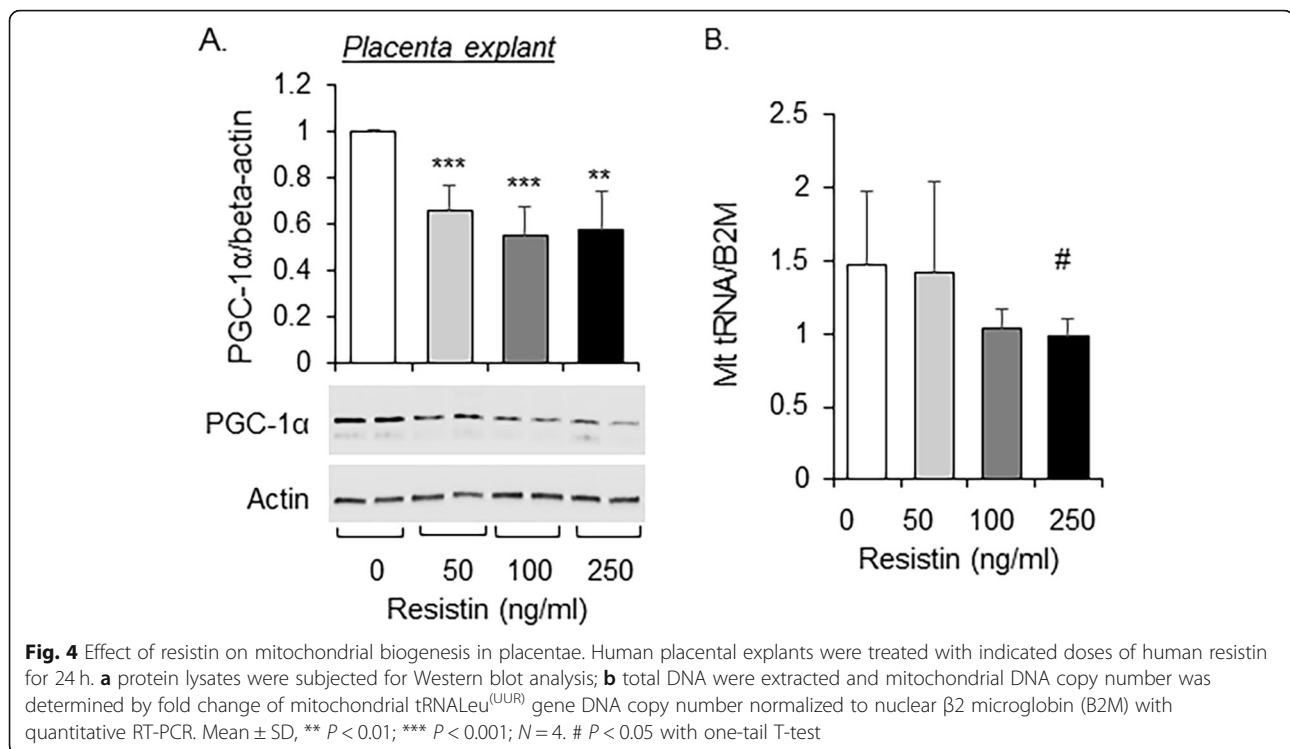 A.
Placenta explant
1.2
1
0.8
0.6
0.4
0.2
0
PGC-1α/beta-actin
***
***
**
PGC-1α
Actin
0 50 100 250
Resistin (ng/ml)
B.
2.5
2
1.5
1
0.5
0
Mt tRNA/B2M
#
0 50 100 250
Resistin (ng/ml)
Fig. 4 Effect of resistin on mitochondrial biogenesis in placentae. Human placental explants were treated with indicated doses of human resistin
for 24 h. a protein lysates were subjected for Western blot analysis; b total DNA were extracted and mitochondrial DNA copy number was
determined by fold change of mitochondrial tRNALeu(UUR) gene DNA copy number normalized to nuclear β2 microglobin (B2M) with
quantitative RT-PCR. Mean ± SD, ** P < 0.01; *** P < 0.001; N = 4. # P < 0.05 with one-tail T-test